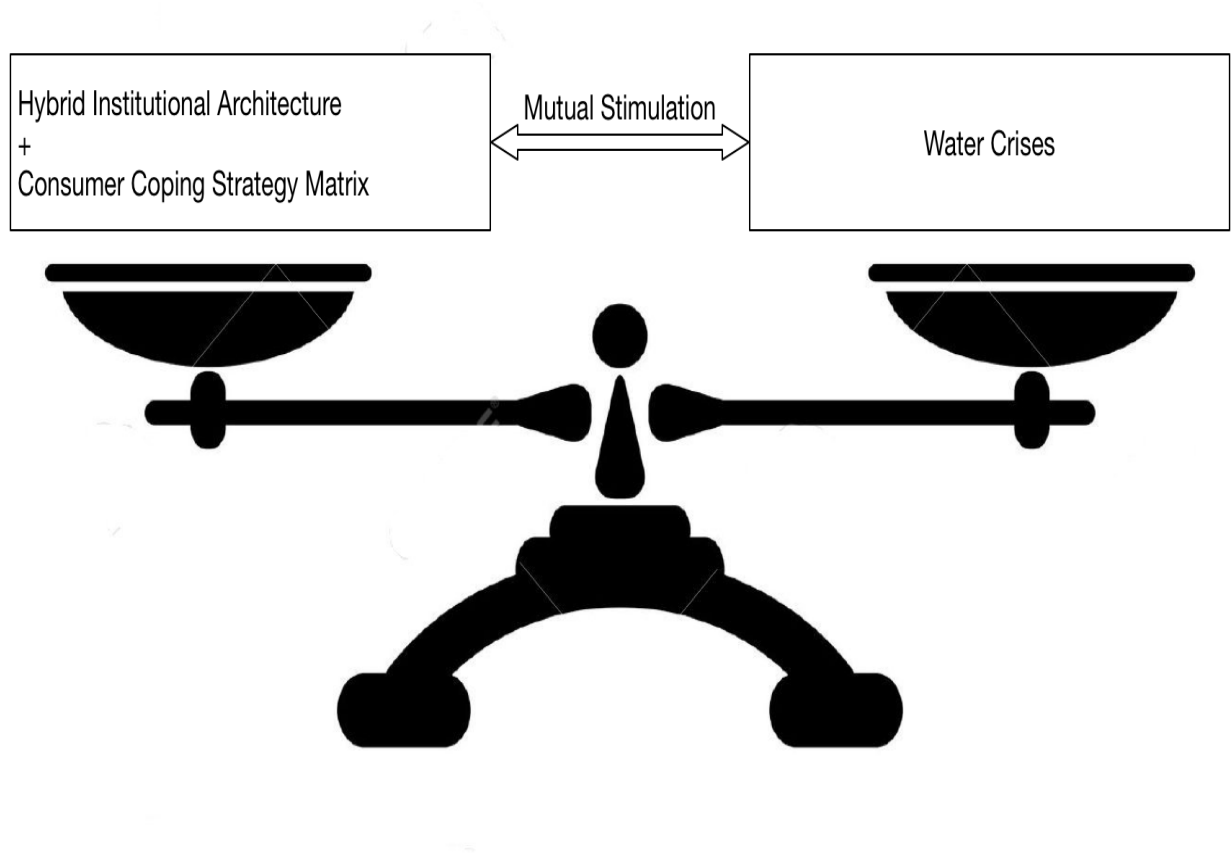 Hybrid Institutional Architecture
+
Consumer Coping Strategy Matrix
Mutual Stimulation
Water Crises